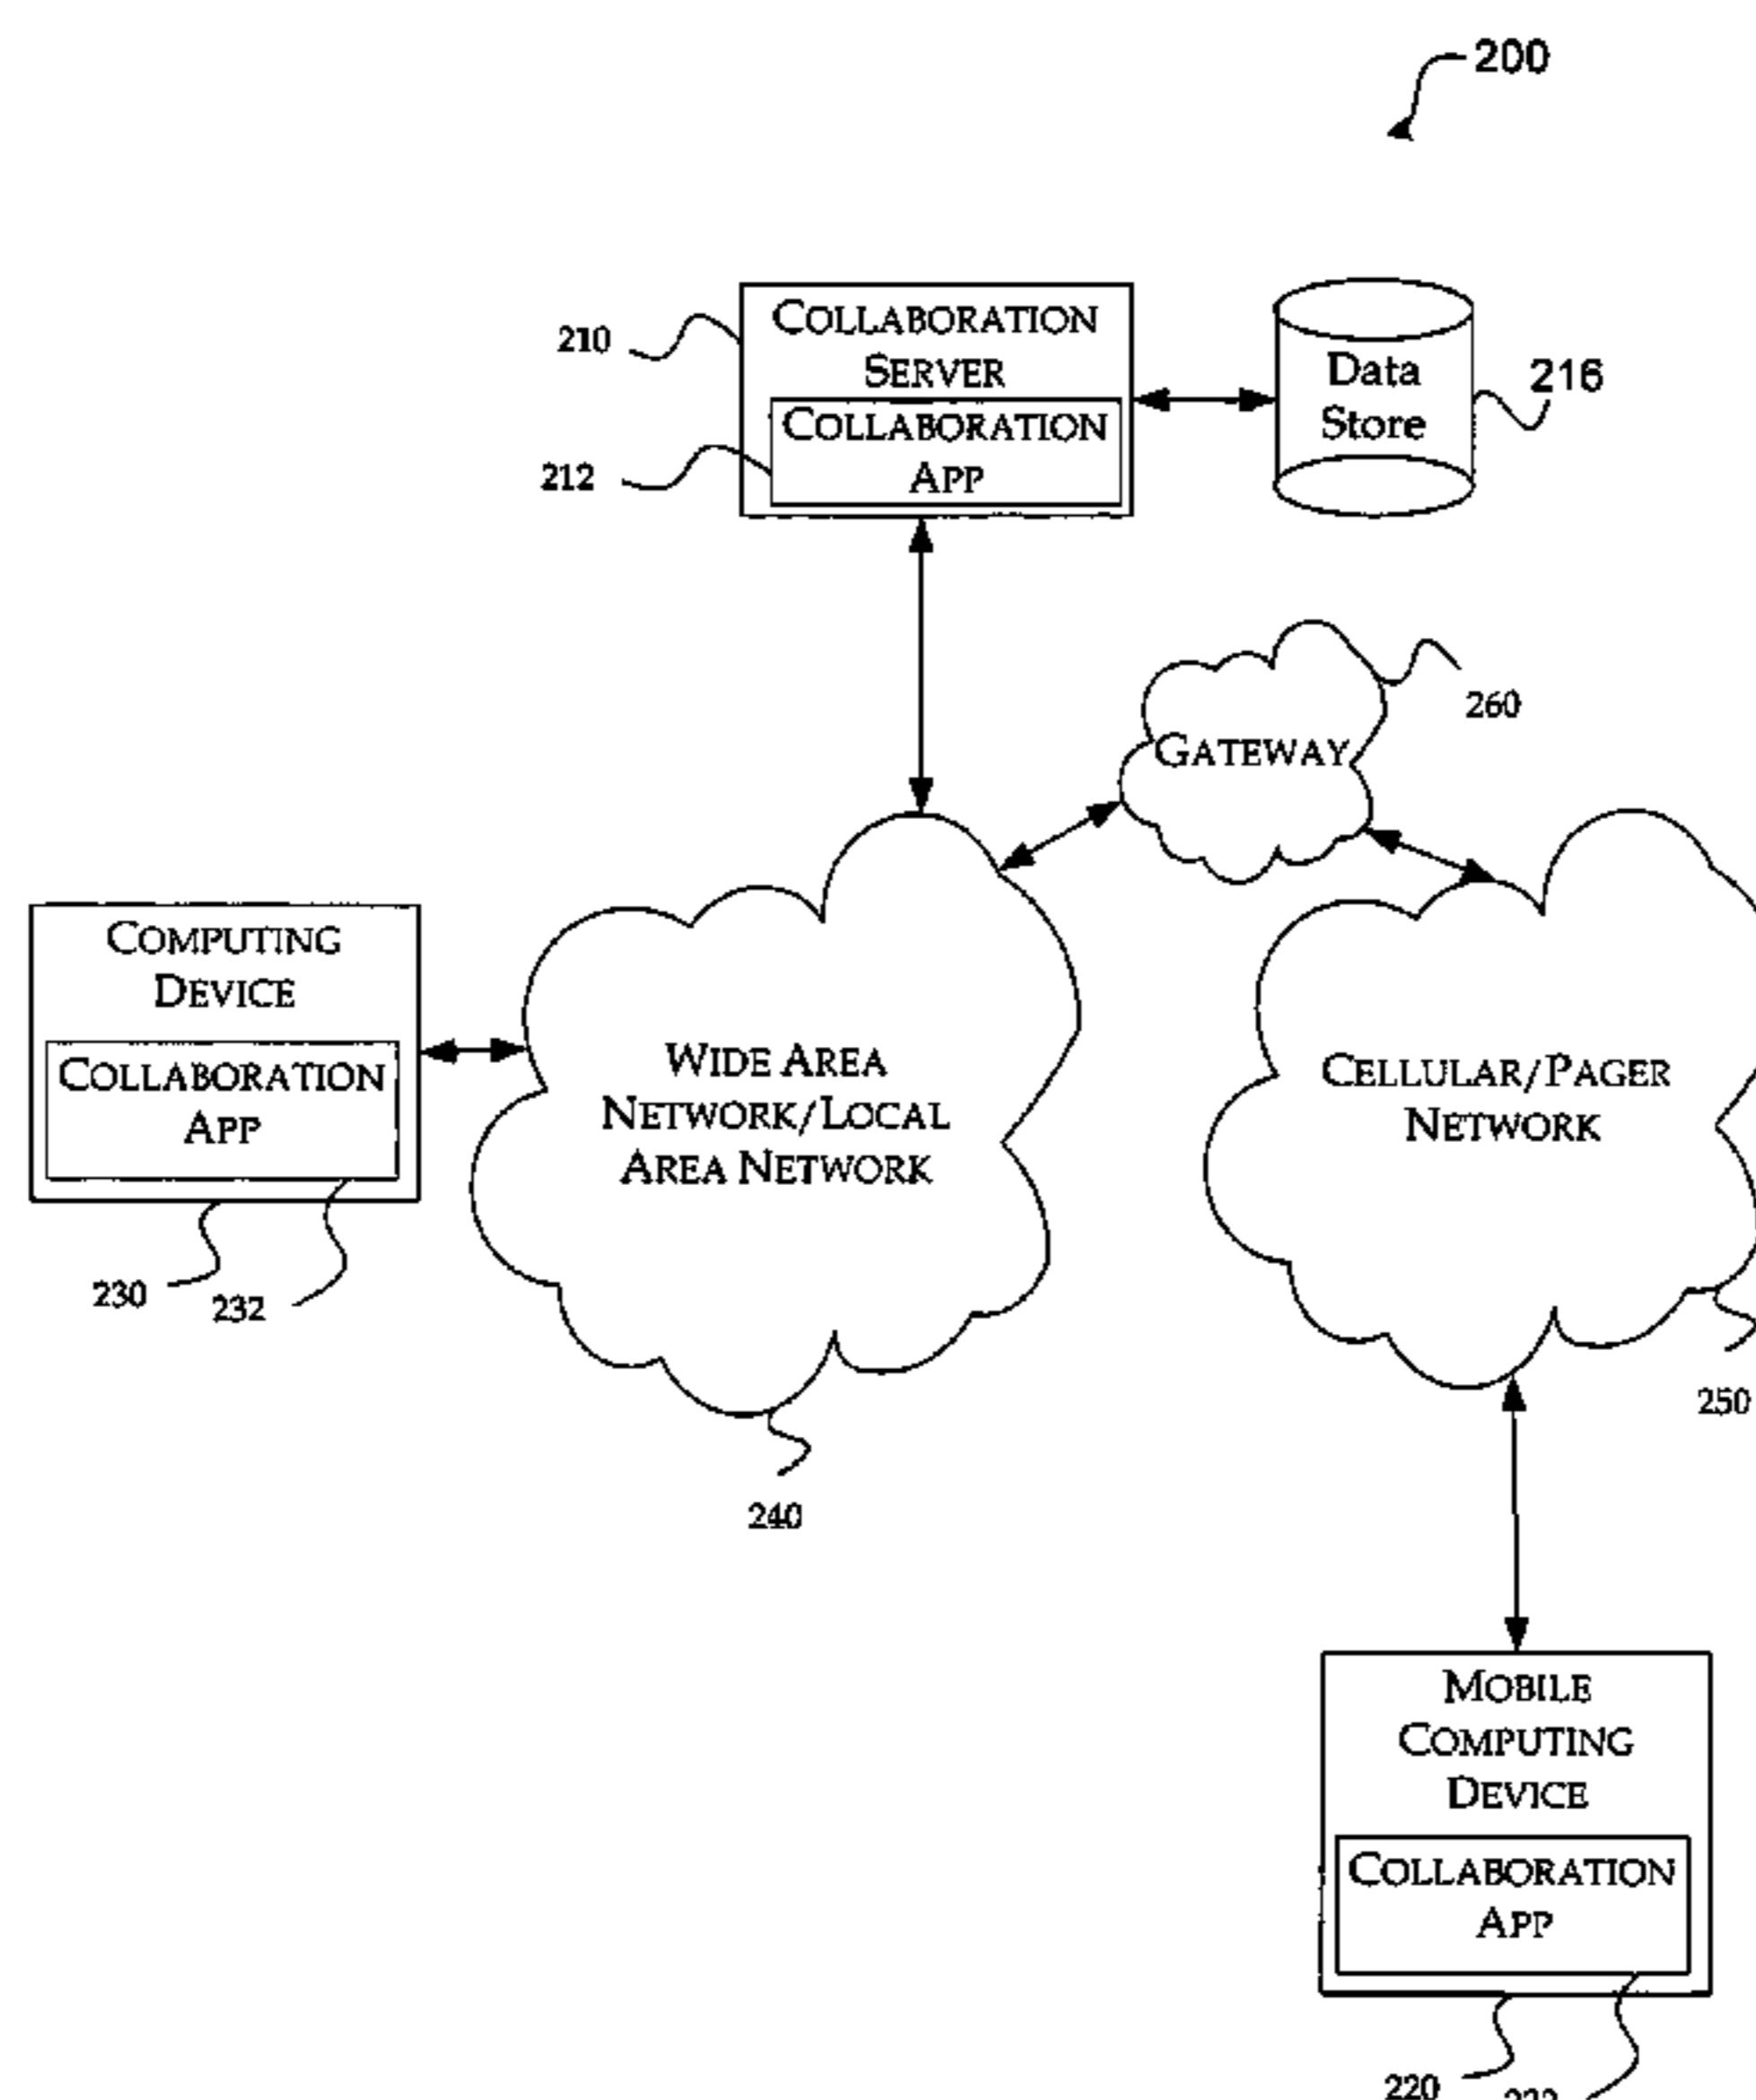 200
COLLABORATION
SERVER
210
COLLABORATION
APP
212
Data
Store
216
GATEWAY
260
COMPUTING
DEVICE
COLLABORATION
APP
230
232
WIDE AREA
NETWORK/LOCAL
AREA NETWORK
240
CELLULAR/PAGER
NETWORK
250
MOBILE
COMPUTING
DEVICE
COLLABORATION
APP
220